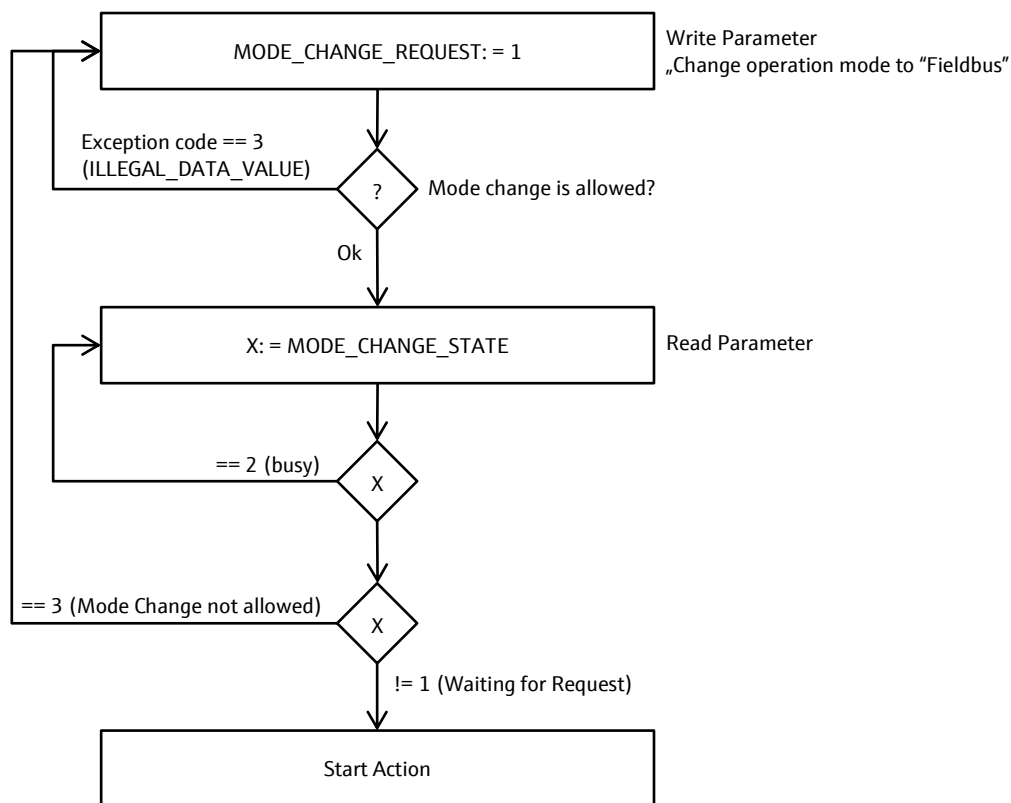 MODE_CHANGE_REQUEST: = 1
Write Parameter
„Change operation mode to “Fieldbus”
Exception code == 3
(ILLEGAL_DATA_VALUE)
?
Mode change is allowed?
Ok
X: = MODE_CHANGE_STATE
Read Parameter
== 2 (busy)
X
== 3 (Mode Change not allowed)
X
!= 1 (Waiting for Request)
Start Action